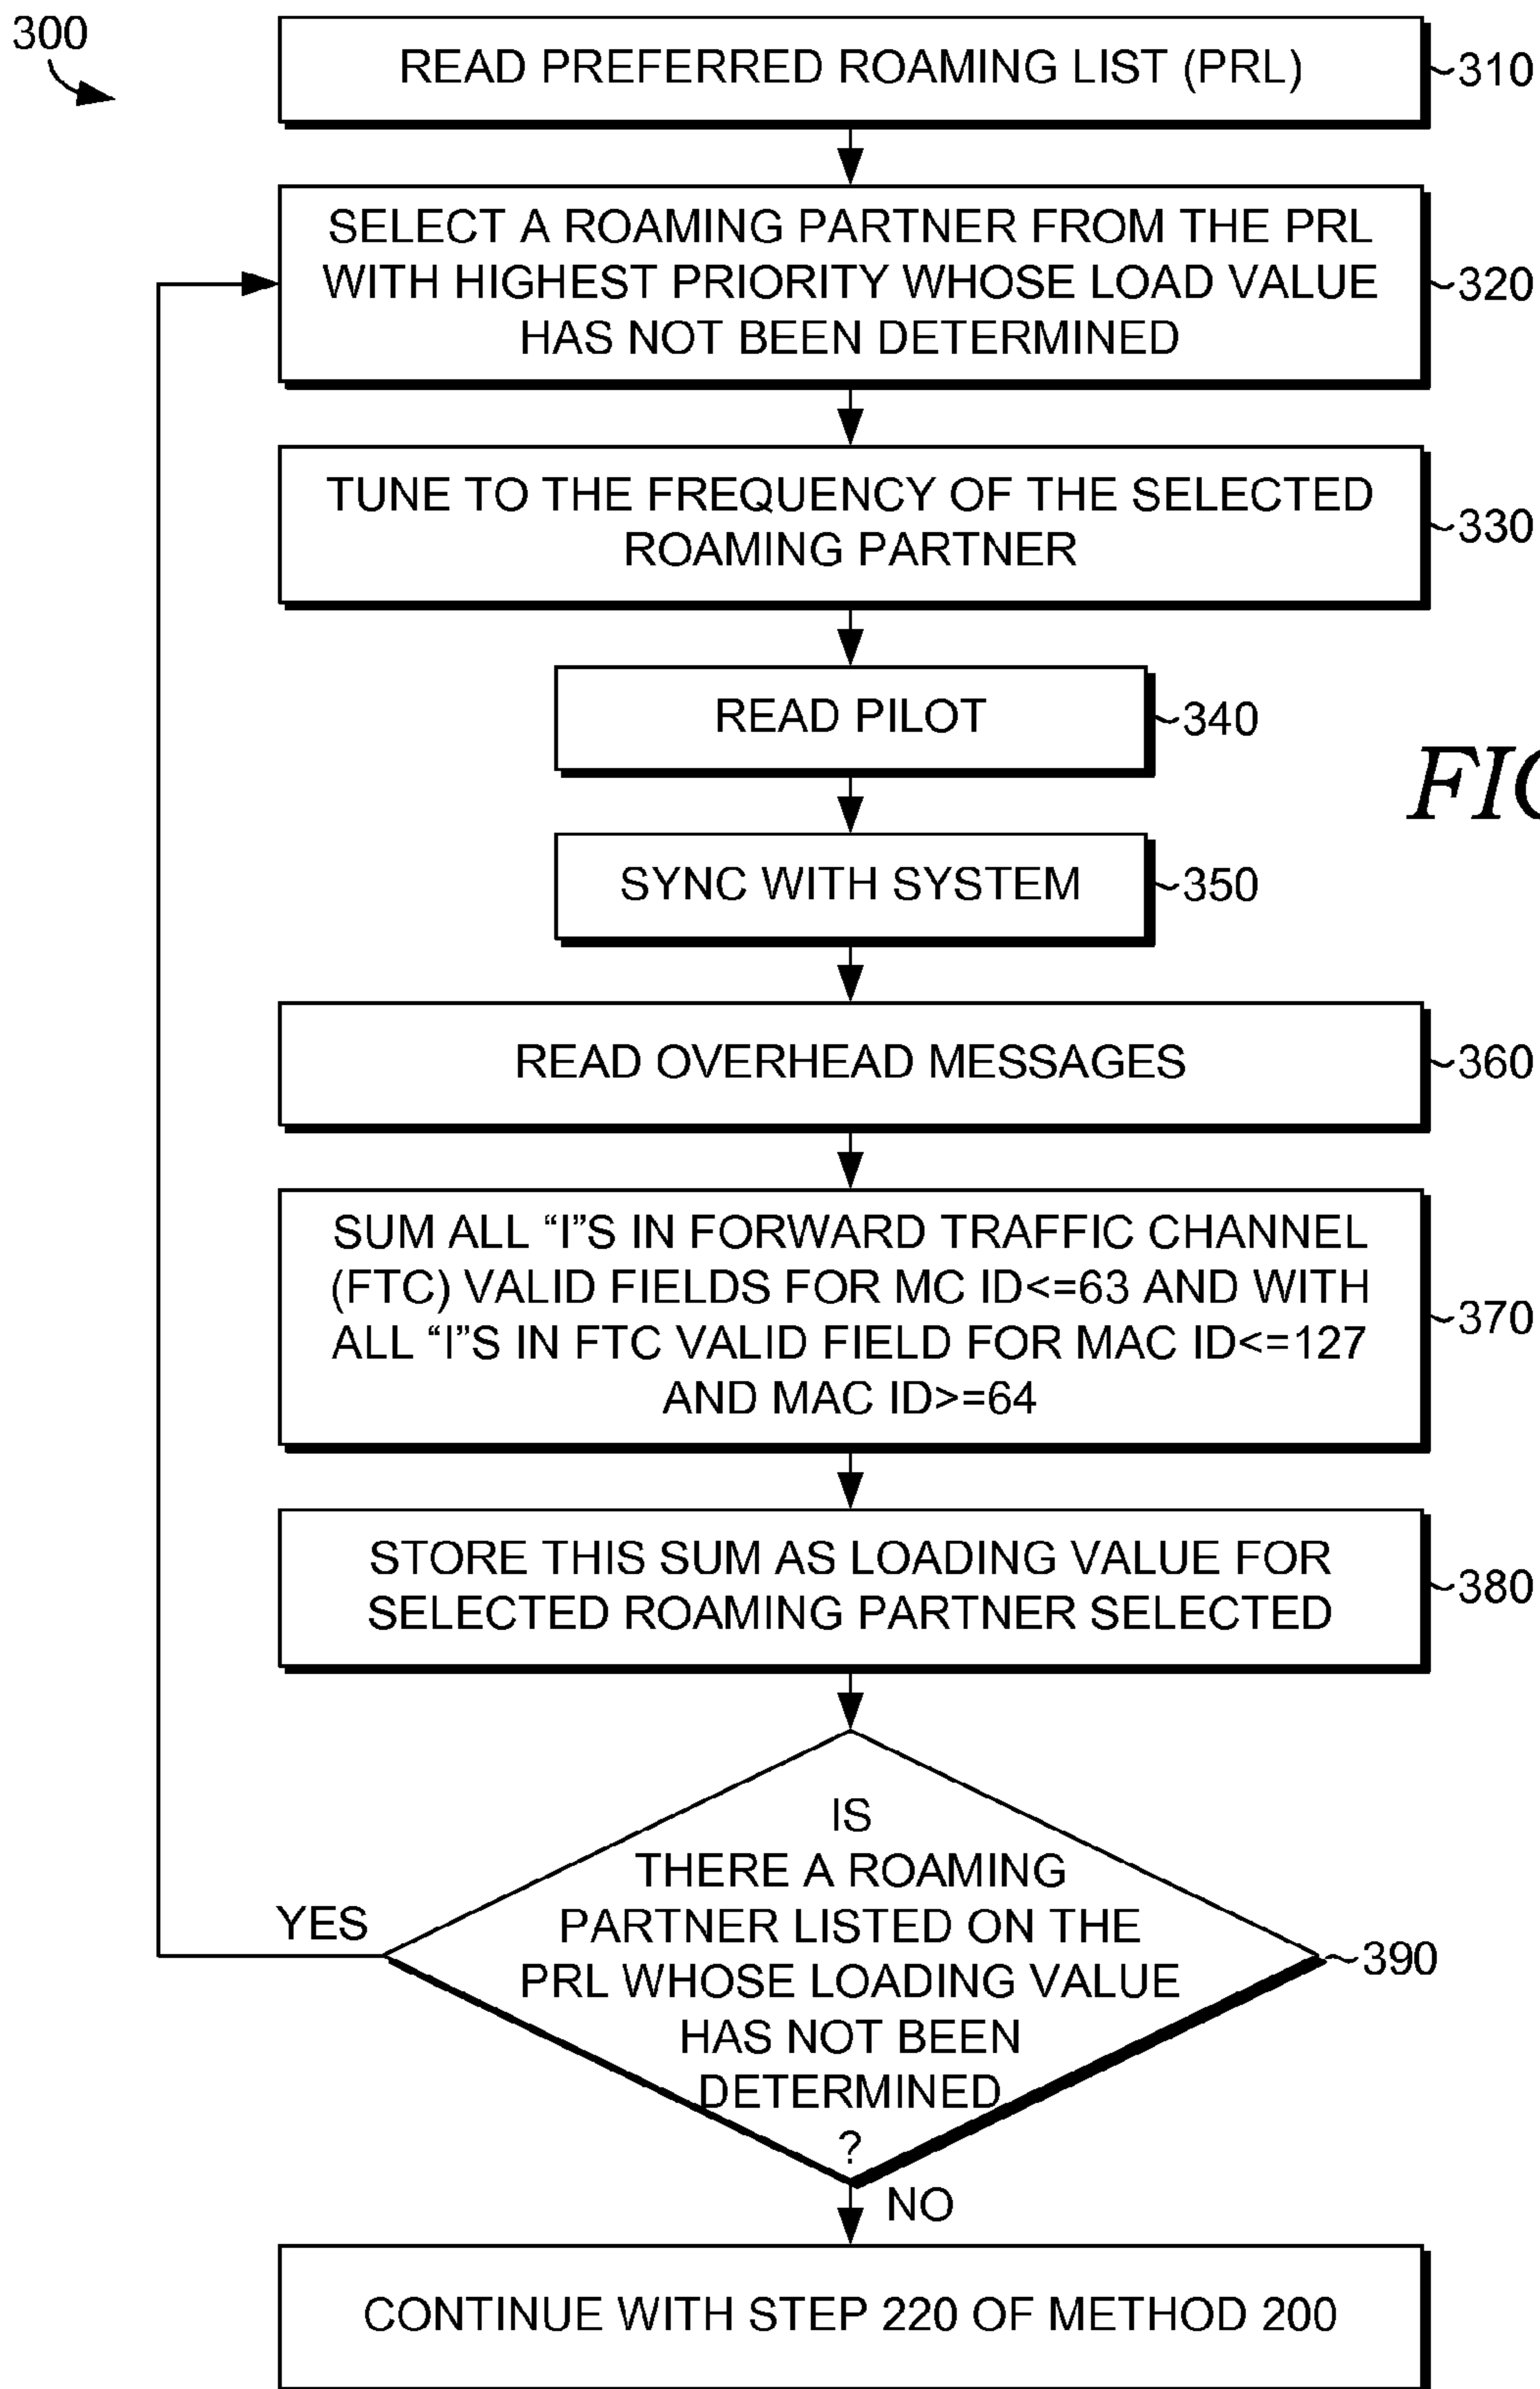 300
READ PREFERRED ROAMING LIST (PRL)
310
SELECT A ROAMING PARTNER FROM THE PRL
WITH HIGHEST PRIORITY WHOSE LOAD VALUE
HAS NOT BEEN DETERMINED
320
TUNE TO THE FREQUENCY OF THE SELECTED
ROAMING PARTNER
330
READ PILOT
340
SYNC WITH SYSTEM
350
READ OVERHEAD MESSAGES
360
SUM ALL “I”S IN FORWARD TRAFFIC CHANNEL
(FTC) VALID FIELDS FOR MC ID<=63 AND WITH
ALL “I”S IN FTC VALID FIELD FOR MAC ID<=127
AND MAC ID>=64
370
STORE THIS SUM AS LOADING VALUE FOR
SELECTED ROAMING PARTNER SELECTED
380
IS
THERE A ROAMING
PARTNER LISTED ON THE
PRL WHOSE LOADING VALUE
HAS NOT BEEN
DETERMINED
?
390
YES
NO
CONTINUE WITH STEP 220 OF METHOD 200